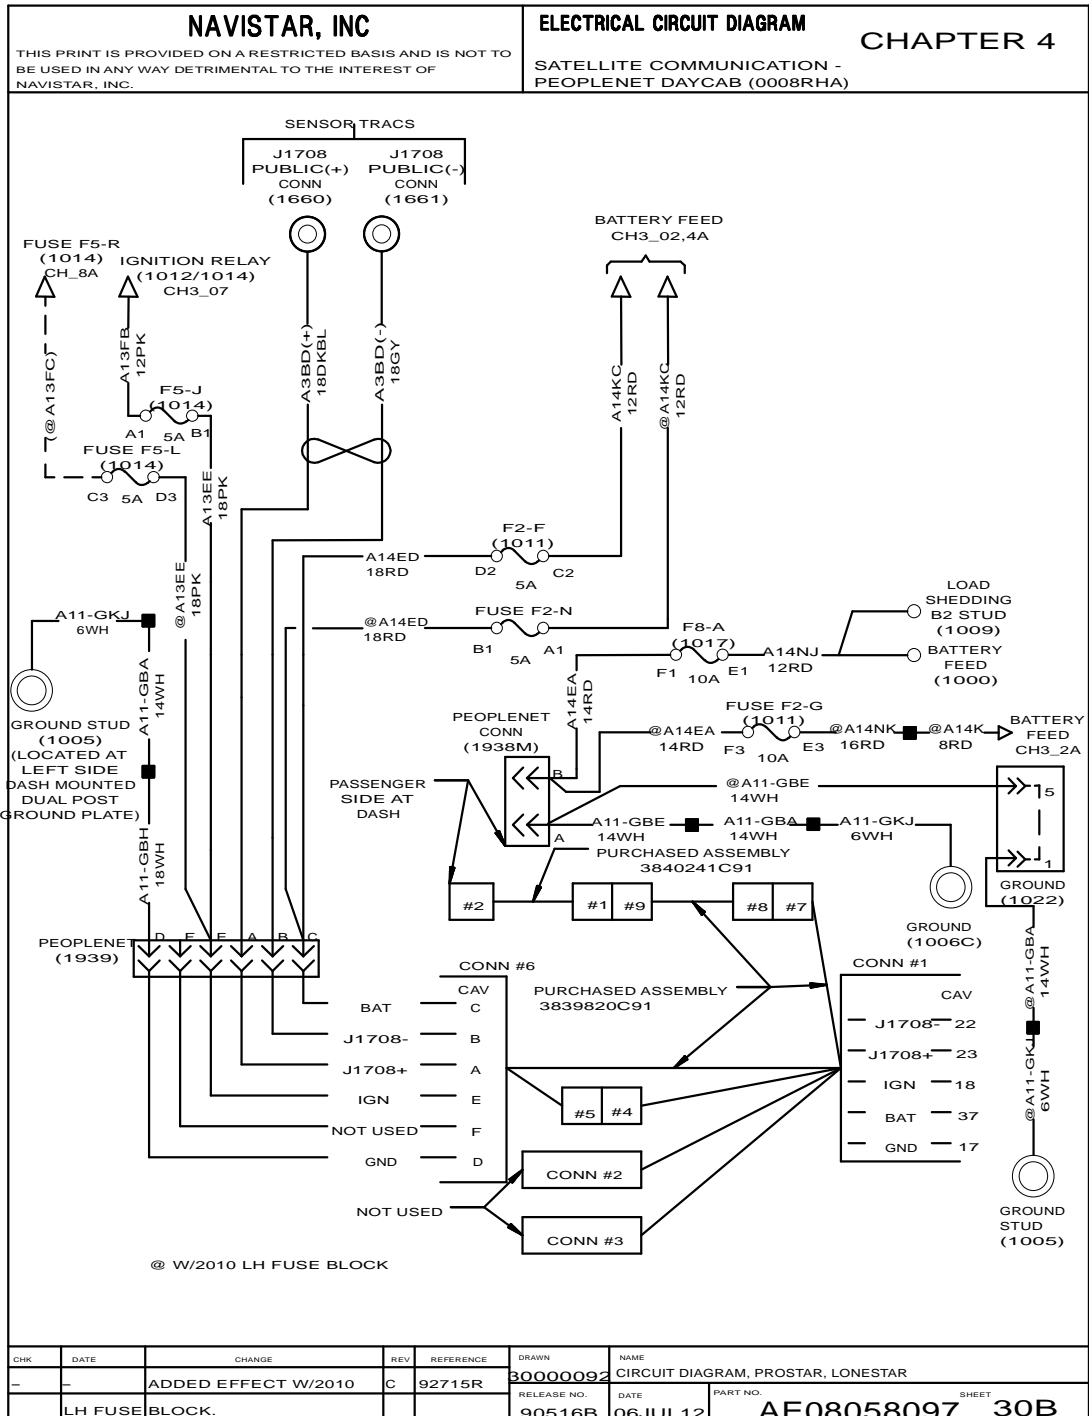 NAVISTAR, INC
THIS PRINT IS PROVIDED ON A RESTRICTED BASIS AND IS NOT TO
BE USED IN ANY WAY DETRIMENTAL TO THE INTEREST OF
NAVISTAR, INC.
ELECTRICAL CIRCUIT DIAGRAM
CHAPTER 4
SATELLITE COMMUNICATION -
PEOPLENET DAYCAB (0008RHA)
SENSOR TRACS
J1708
PUBLIC(+)
CONN
(1660)
J1708
PUBLIC(-)
CONN
(1661)
BATTERY FEED
CH3_02,4A
FUSE F5-R
(1014)
CH_8A
IGNITION RELAY
(1012/1014)
CH3_07
(@A13FC)
A13FB
12PK
A3BD(+)
18DKBL
A3BD(-)
18GY
A14KC
12RD
@A14KC
12RD
F5-J
(1014)
A1 5A B1
FUSE F5-L
(1014)
C3 5A D3
A13EE
18PK
@A13EE
18PK
A14ED
18RD
F2-F
(1011)
D2 C2
5A
@A14ED
18RD
FUSE F2-N
B1 5A A1
F8-A
(1017)
F1 10A E1
A14NJ
12RD
LOAD
SHEDDING
B2 STUD
(1009)
BATTERY
FEED
(1000)
A11-GKJ
6WH
A11-GBA
14WH
GROUND STUD
(1005)
(LOCATED AT
LEFT SIDE
DASH MOUNTED
DUAL POST
GROUND PLATE)
A11-GBH
18WH
A14EA
14RD
PEOPLENET
CONN
(1938M)
@A14EA
14RD
FUSE F2-G
(1011)
F3 10A E3
@A14NK
16RD
@A14K
8RD
BATTERY
FEED
CH3_2A
PASSENGER
SIDE AT
DASH
B
A
@A11-GBE
14WH
5
1
A11-GBE
14WH
A11-GBA
14WH
A11-GKJ
6WH
PURCHASED ASSEMBLY
3840241C91
GROUND
(1022)
GROUND
(1006C)
#2
#1 #9
#8 #7
PEOPLENET
(1939)
D F E A B C
CONN #6
CAV
BAT C
J1708- B
J1708+ A
IGN E
NOT USED F
GND D
PURCHASED ASSEMBLY
3839820C91
CONN #1
CAV
J1708- 22
J1708+ 23
IGN 18
BAT 37
GND 17
@A11-GBA
14WH
@A11-GKJ
6WH
#5 #4
CONN #2
NOT USED
CONN #3
GROUND
STUD
(1005)
@ W/2010 LH FUSE BLOCK
CHK DATE CHANGE REV REFERENCE
– – ADDED EFFECT W/2010 C 92715R
LH FUSE BLOCK.
DRAWN
30000092
NAME
CIRCUIT DIAGRAM, PROSTAR, LONESTAR
RELEASE NO.
90516B
DATE
06JUL12
PART NO.
AF08058097
SHEET
30B